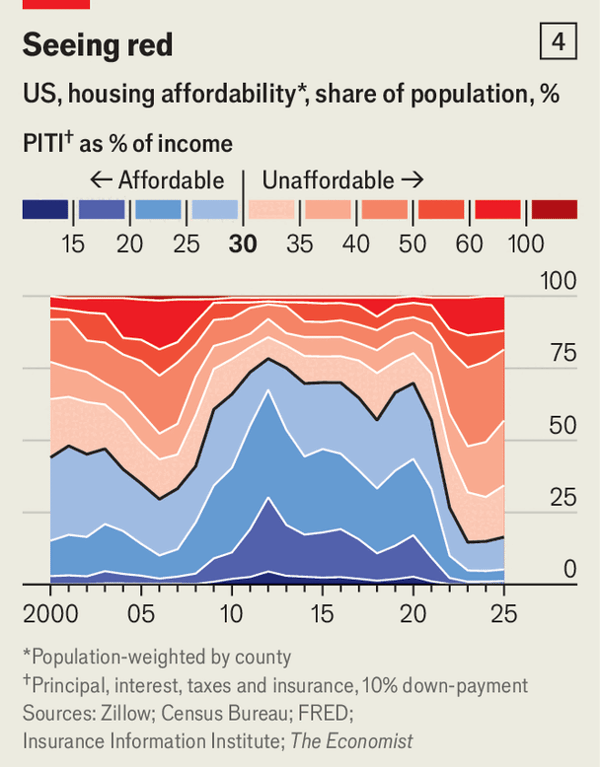 Seeing red
4
US, housing affordability*, share of population, %
PITI† as % of income
← Affordable
Unaffordable →
15 20 25 30 35 40 50 60 100
100
75
50
25
0
2000 05 10 15 20 25
*Population-weighted by county
†Principal, interest, taxes and insurance, 10% down-payment
Sources: Zillow; Census Bureau; FRED;
Insurance Information Institute; The Economist